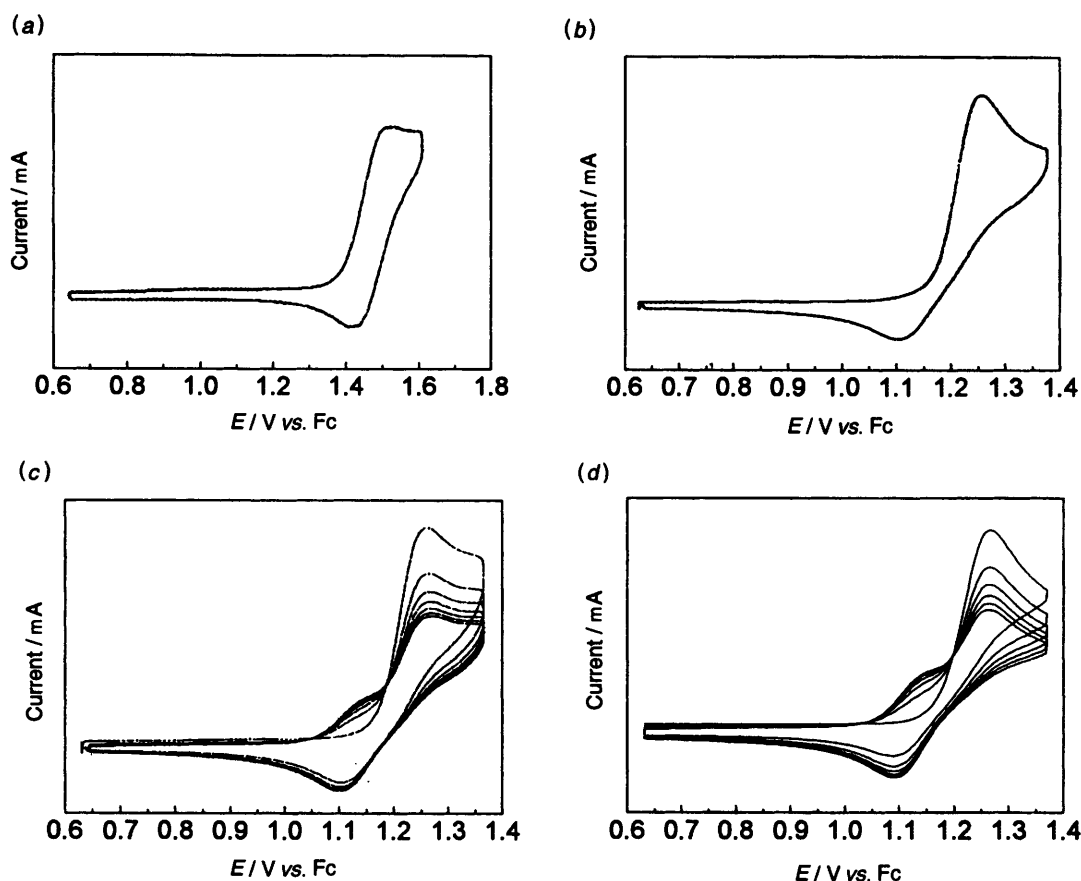 (a)
Current / mA
0.6 0.8 1.0 1.2 1.4 1.6 1.8
E / V vs. Fc
(b)
Current / mA
0.6 0.7 0.8 0.9 1.0 1.1 1.2 1.3 1.4
E / V vs. Fc
(c)
Current / mA
0.6 0.7 0.8 0.9 1.0 1.1 1.2 1.3 1.4
E / V vs. Fc
(d)
Current / mA
0.6 0.7 0.8 0.9 1.0 1.1 1.2 1.3 1.4
E / V vs. Fc